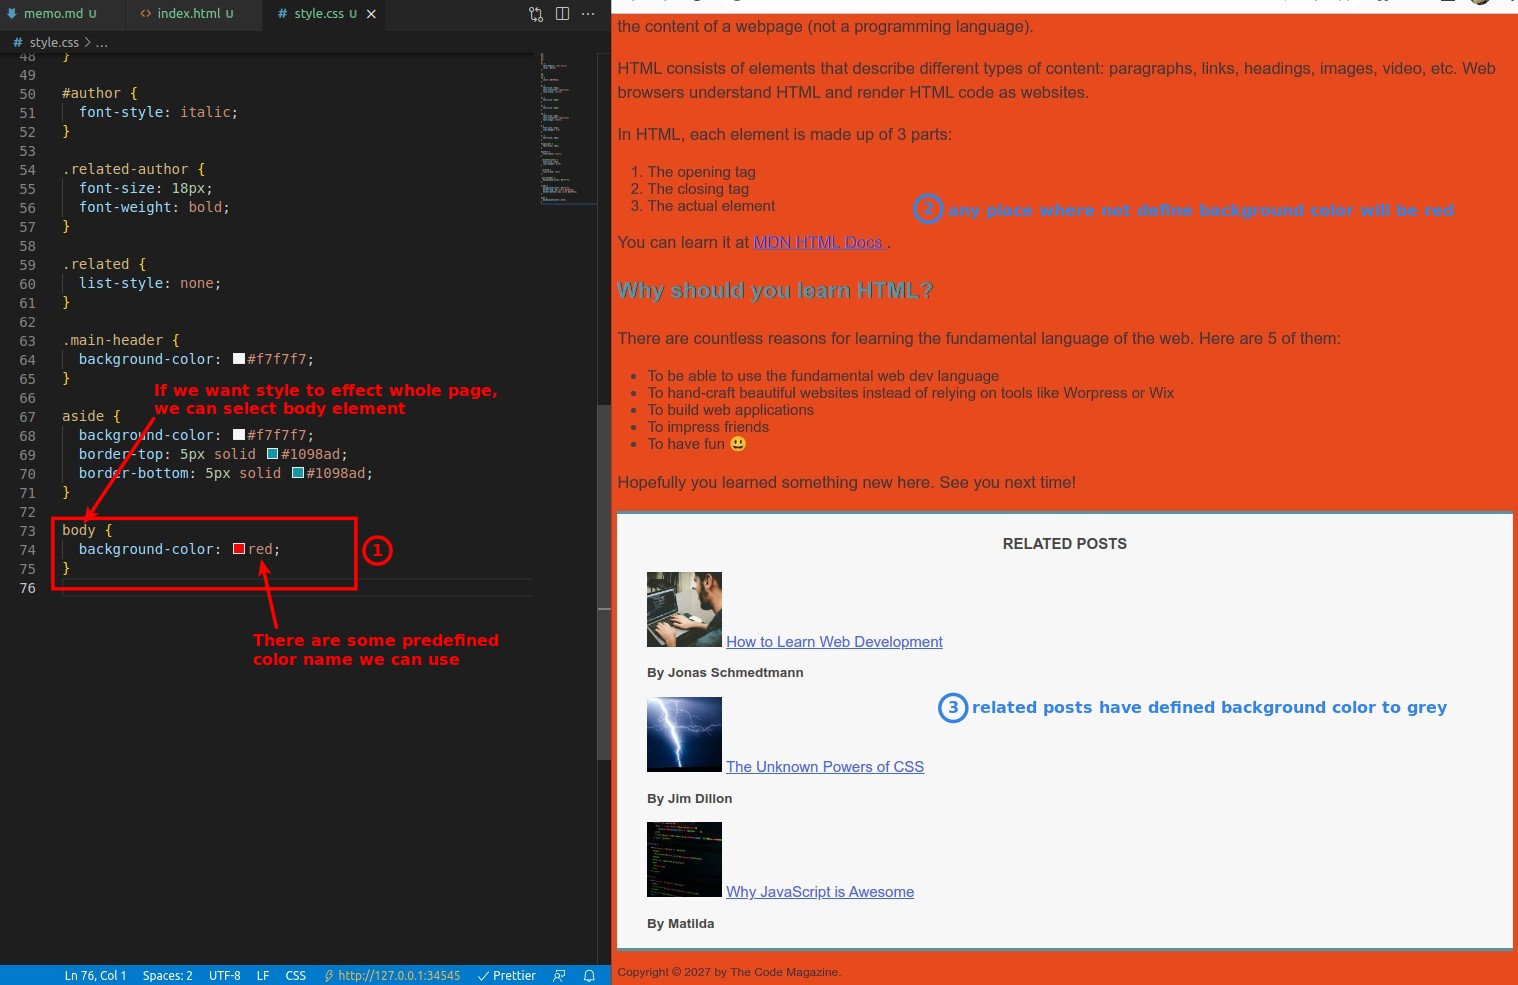 memo.md U
index.html U
# style.css U
# style.css > ...
48 }
49
50 #author {
51 font-style: italic;
52 }
53
54 .related-author {
55 font-size: 18px;
56 font-weight: bold;
57 }
58
59 .related {
60 list-style: none;
61 }
62
63 .main-header {
64 background-color: #f7f7f7;
65 }
66
67 aside {
68 background-color: #f7f7f7;
69 border-top: 5px solid #1098ad;
70 border-bottom: 5px solid #1098ad;
71 }
72
73 body {
74 background-color: red;
75 }
76
If we want style to effect whole page,
we can select body element
1
There are some predefined
color name we can use
Ln 76, Col 1 Spaces: 2 UTF-8 LF CSS http://127.0.0.1:34545 Prettier
the content of a webpage (not a programming language).
HTML consists of elements that describe different types of content: paragraphs, links, headings, images, video, etc. Web
browsers understand HTML and render HTML code as websites.
In HTML, each element is made up of 3 parts:
1. The opening tag
2. The closing tag
3. The actual element
2 any place where not define background color will be red
You can learn it at MDN HTML Docs .
Why should you learn HTML?
There are countless reasons for learning the fundamental language of the web. Here are 5 of them:
• To be able to use the fundamental web dev language
• To hand-craft beautiful websites instead of relying on tools like Worpress or Wix
• To build web applications
• To impress friends
• To have fun 😃
Hopefully you learned something new here. See you next time!
RELATED POSTS
How to Learn Web Development
By Jonas Schmedtmann
3 related posts have defined background color to grey
The Unknown Powers of CSS
By Jim Dillon
Why JavaScript is Awesome
By Matilda
Copyright © 2027 by The Code Magazine.